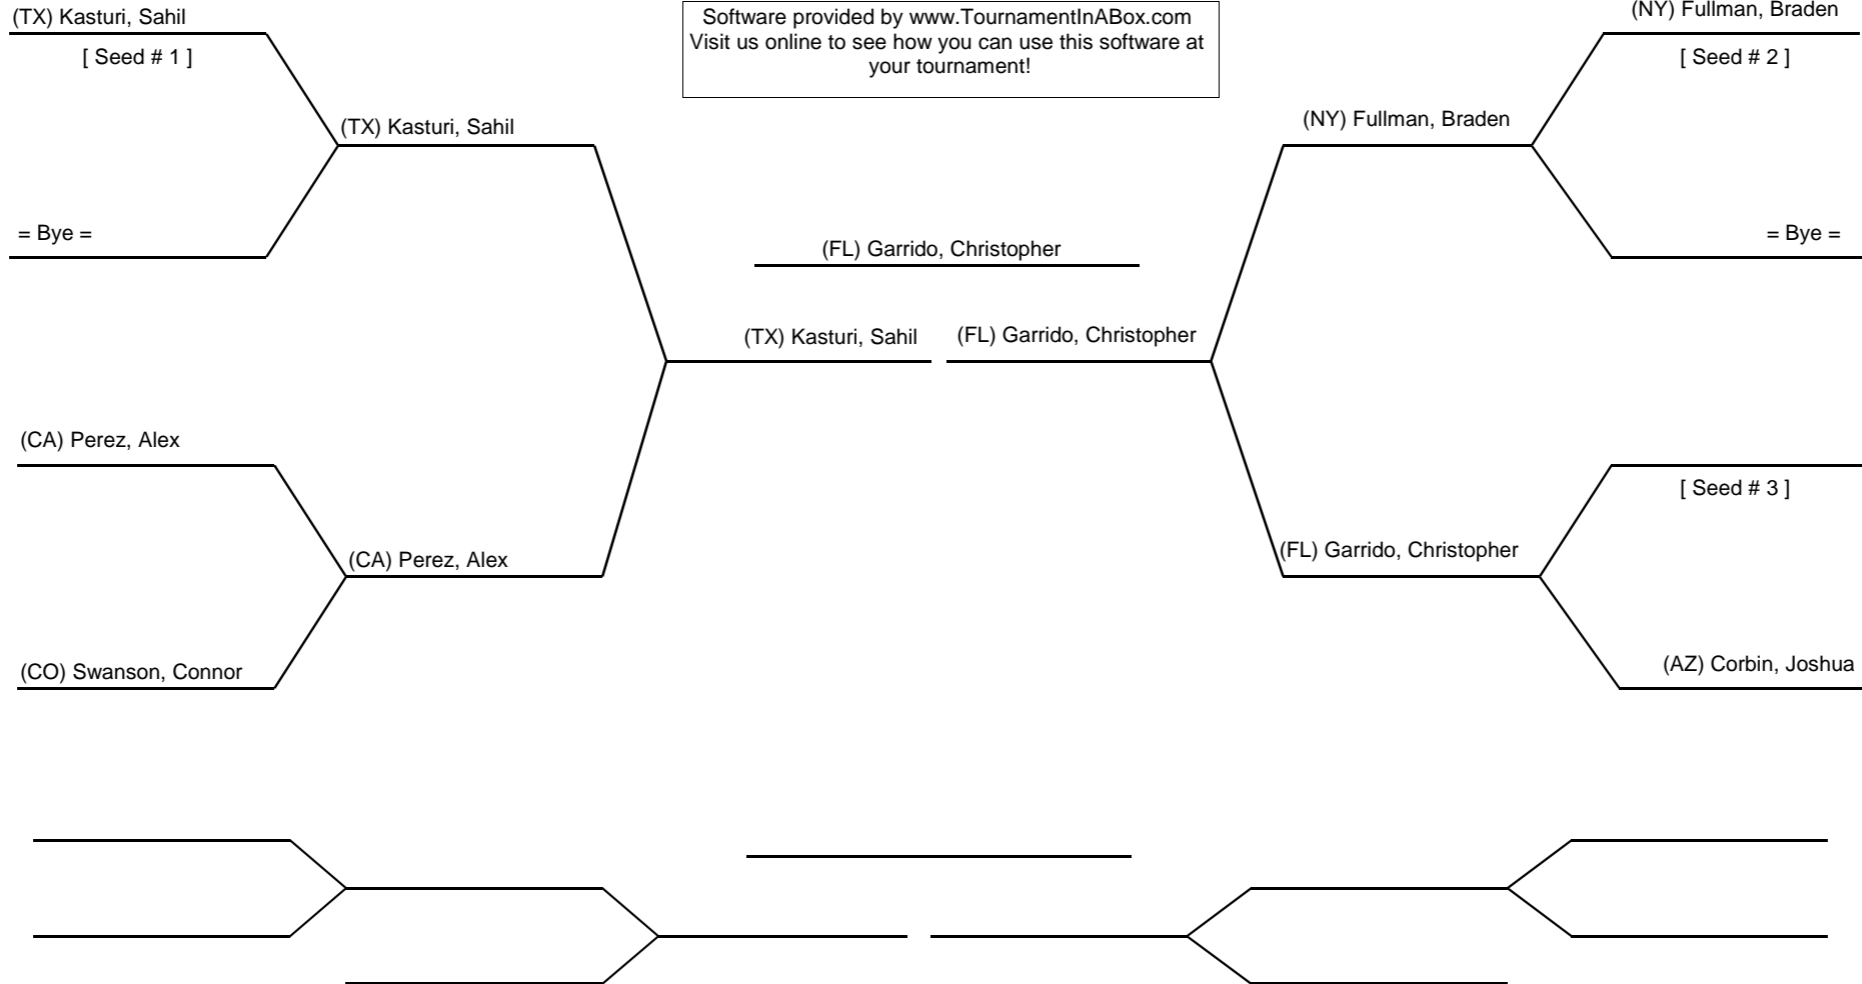 (TX) Kasturi, Sahil
[ Seed # 1 ]
(TX) Kasturi, Sahil
= Bye =
(CA) Perez, Alex
(CA) Perez, Alex
(CO) Swanson, Connor
Software provided by www.TournamentInABox.com
Visit us online to see how you can use this software at
your tournament!
(FL) Garrido, Christopher
(TX) Kasturi, Sahil
(FL) Garrido, Christopher
(NY) Fullman, Braden
[ Seed # 2 ]
(NY) Fullman, Braden
= Bye =
[ Seed # 3 ]
(FL) Garrido, Christopher
(AZ) Corbin, Joshua